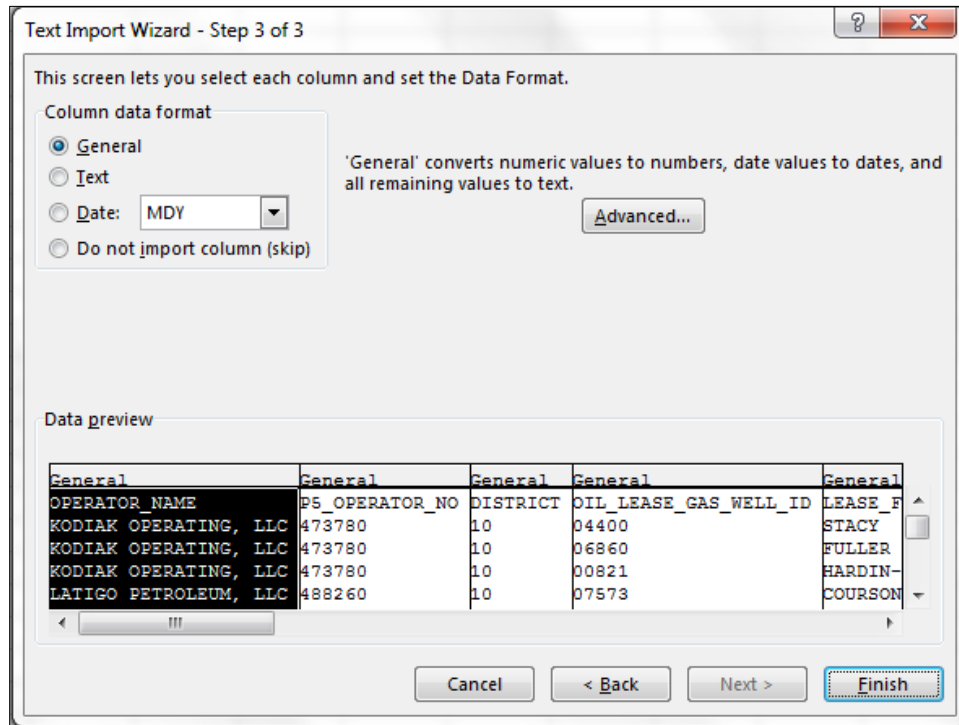 Text Import Wizard - Step 3 of 3
This screen lets you select each column and set the Data Format.
Column data format
General
Text
Date: MDY
Do not import column (skip)
'General' converts numeric values to numbers, date values to dates, and
all remaining values to text.
Advanced...
Data preview
General General General General General
OPERATOR_NAME P5_OPERATOR_NO DISTRICT OIL_LEASE_GAS_WELL_ID LEASE_F
KODIAK OPERATING, LLC 473780 10 04400 STACY
KODIAK OPERATING, LLC 473780 10 06860 FULLER
KODIAK OPERATING, LLC 473780 10 00821 HARDIN-
LATIGO PETROLEUM, LLC 488260 10 07573 COURSON
Cancel < Back Next > Finish